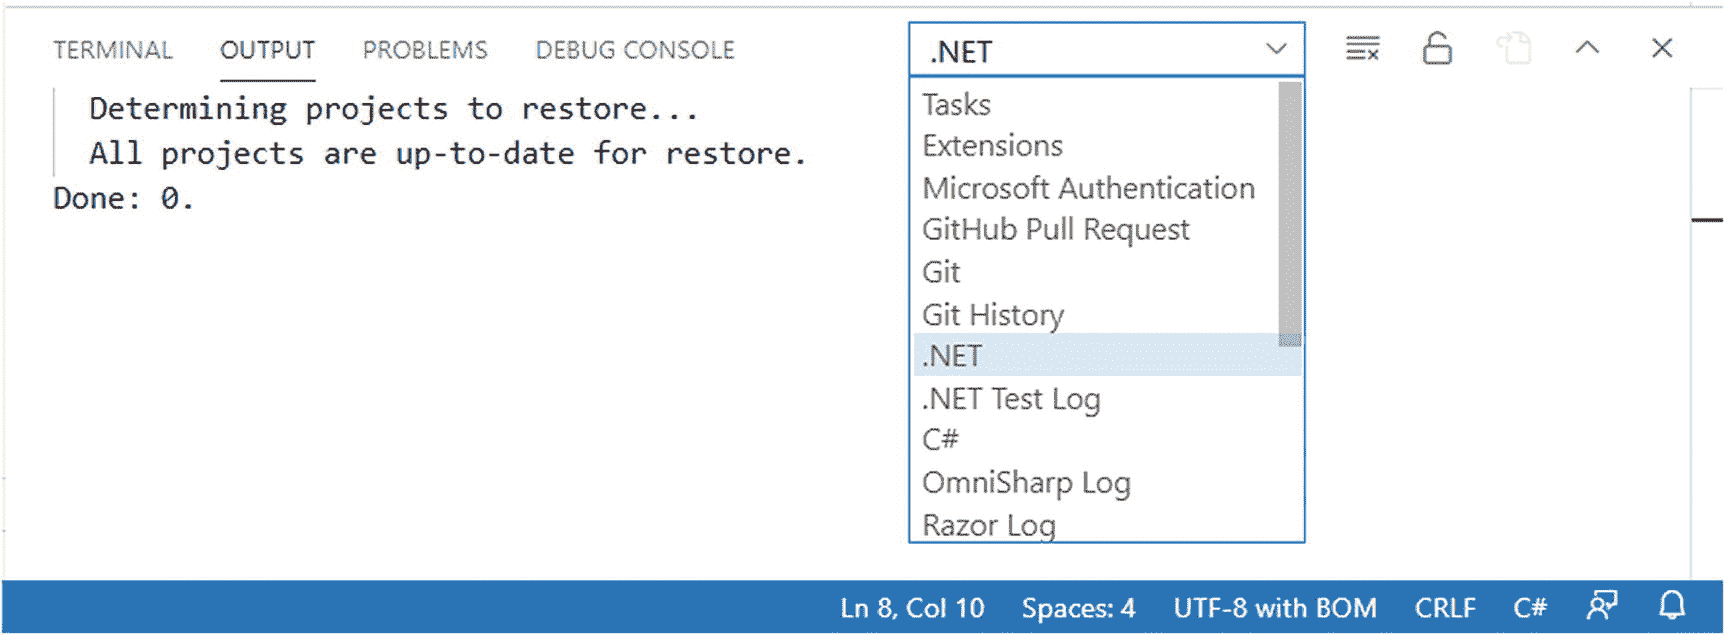 TERMINAL OUTPUT PROBLEMS DEBUG CONSOLE .NET
Determining projects to restore...
All projects are up-to-date for restore.
Done: 0.
Tasks
Extensions
Microsoft Authentication
GitHub Pull Request
Git
Git History
.NET
.NET Test Log
C#
OmniSharp Log
Razor Log
Ln 8, Col 10 Spaces: 4 UTF-8 with BOM CRLF C#